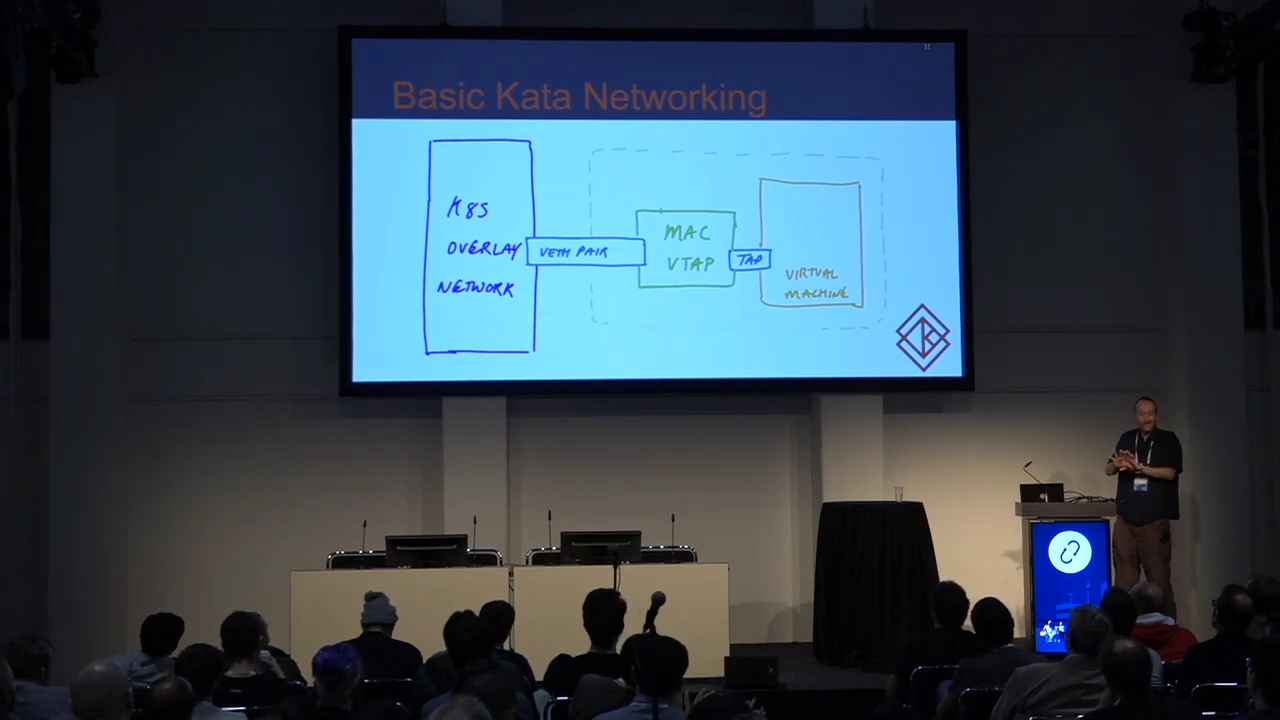 Basic Kata Networking
K8S
OVERLAY
NETWORK
VETH PAIR
MAC
VTAP
TAP
VIRTUAL
MACHINE